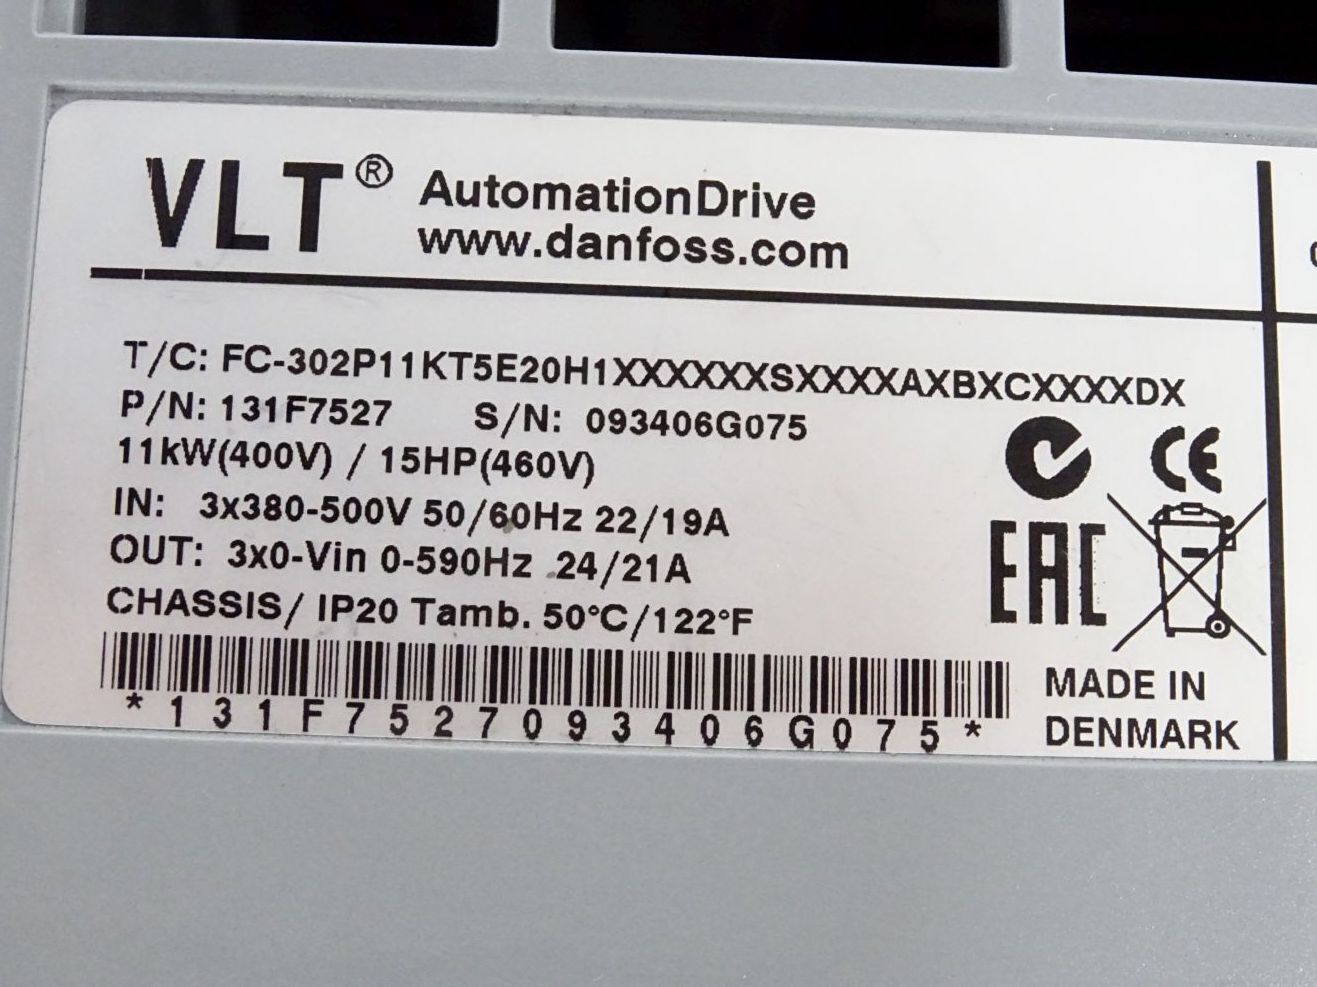 VLT® AutomationDrive
www.danfoss.com
T/C: FC-302P11KT5E20H1XXXXXXSXXXXAXBXCXXXXDX
P/N: 131F7527 S/N: 093406G075
11kW(400V) / 15HP(460V)
IN: 3x380-500V 50/60Hz 22/19A
OUT: 3x0-Vin 0-590Hz 24/21A
CHASSIS/ IP20 Tamb. 50°C/122°F
*131F7527093406G075*
CE
EAC
MADE IN
DENMARK